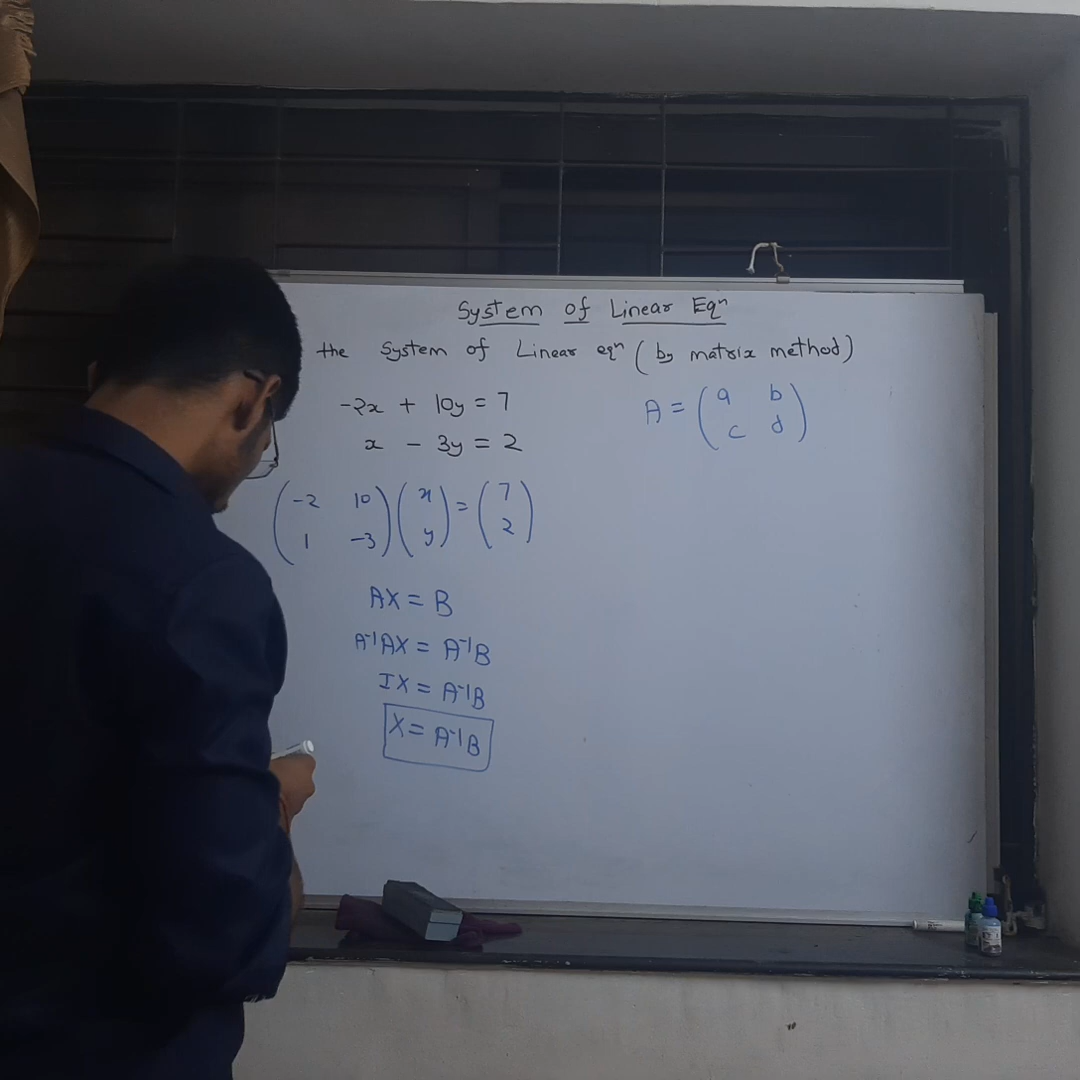 System of Linear Eqⁿ
the System of Linear eqⁿ (by matrix method)
-2x + 10y = 7
x - 3y = 2
(-2 10) (x) = (7)
(1 -3) (y) (2)
AX = B
A⁻¹AX = A⁻¹B
IX = A⁻¹B
X = A⁻¹B
A = (a b)
(c d)